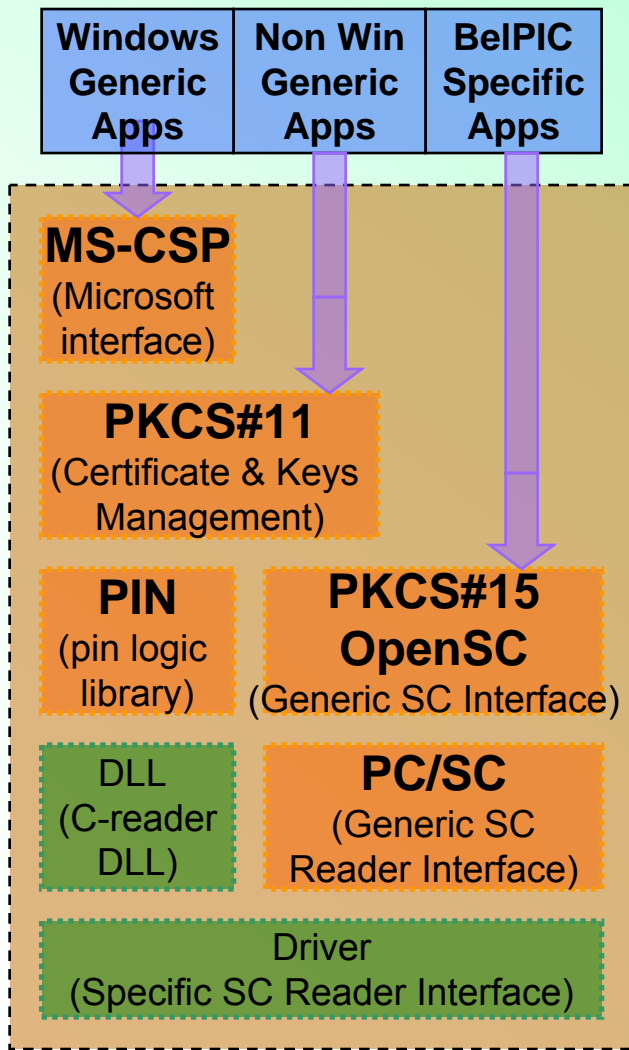 Windows
Generic
Apps
Non Win
Generic
Apps
BelPIC
Specific
Apps
MS-CSP
(Microsoft
interface)
PKCS#11
(Certificate & Keys
Management)
PIN
(pin logic
library)
PKCS#15
OpenSC
(Generic SC Interface)
DLL
(C-reader
DLL)
PC/SC
(Generic SC
Reader Interface)
Driver
(Specific SC Reader Interface)